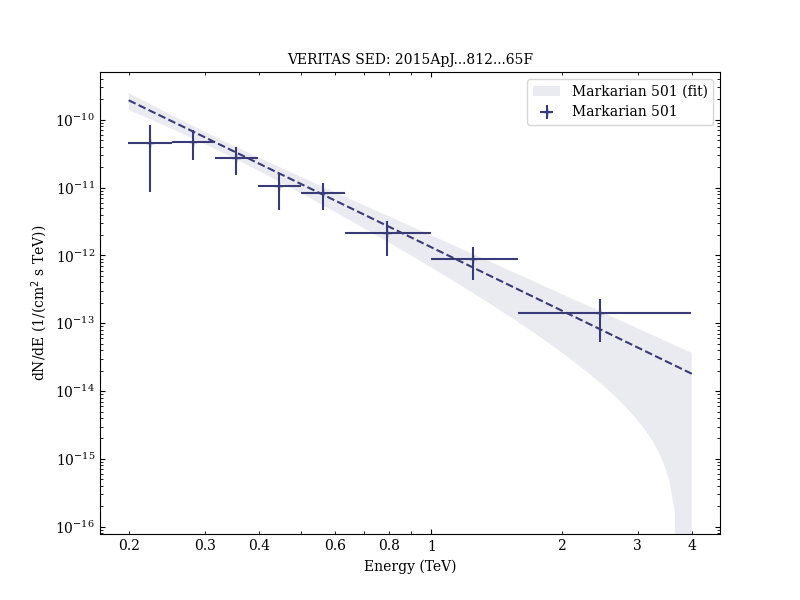 VERITAS SED: 2015ApJ...812...65F
Markarian 501 (fit)
Markarian 501
dN/dE (1/(cm² s TeV))
10⁻¹⁰
10⁻¹¹
10⁻¹²
10⁻¹³
10⁻¹⁴
10⁻¹⁵
10⁻¹⁶
0.2 0.3 0.4 0.6 0.8 1 2 3 4
Energy (TeV)